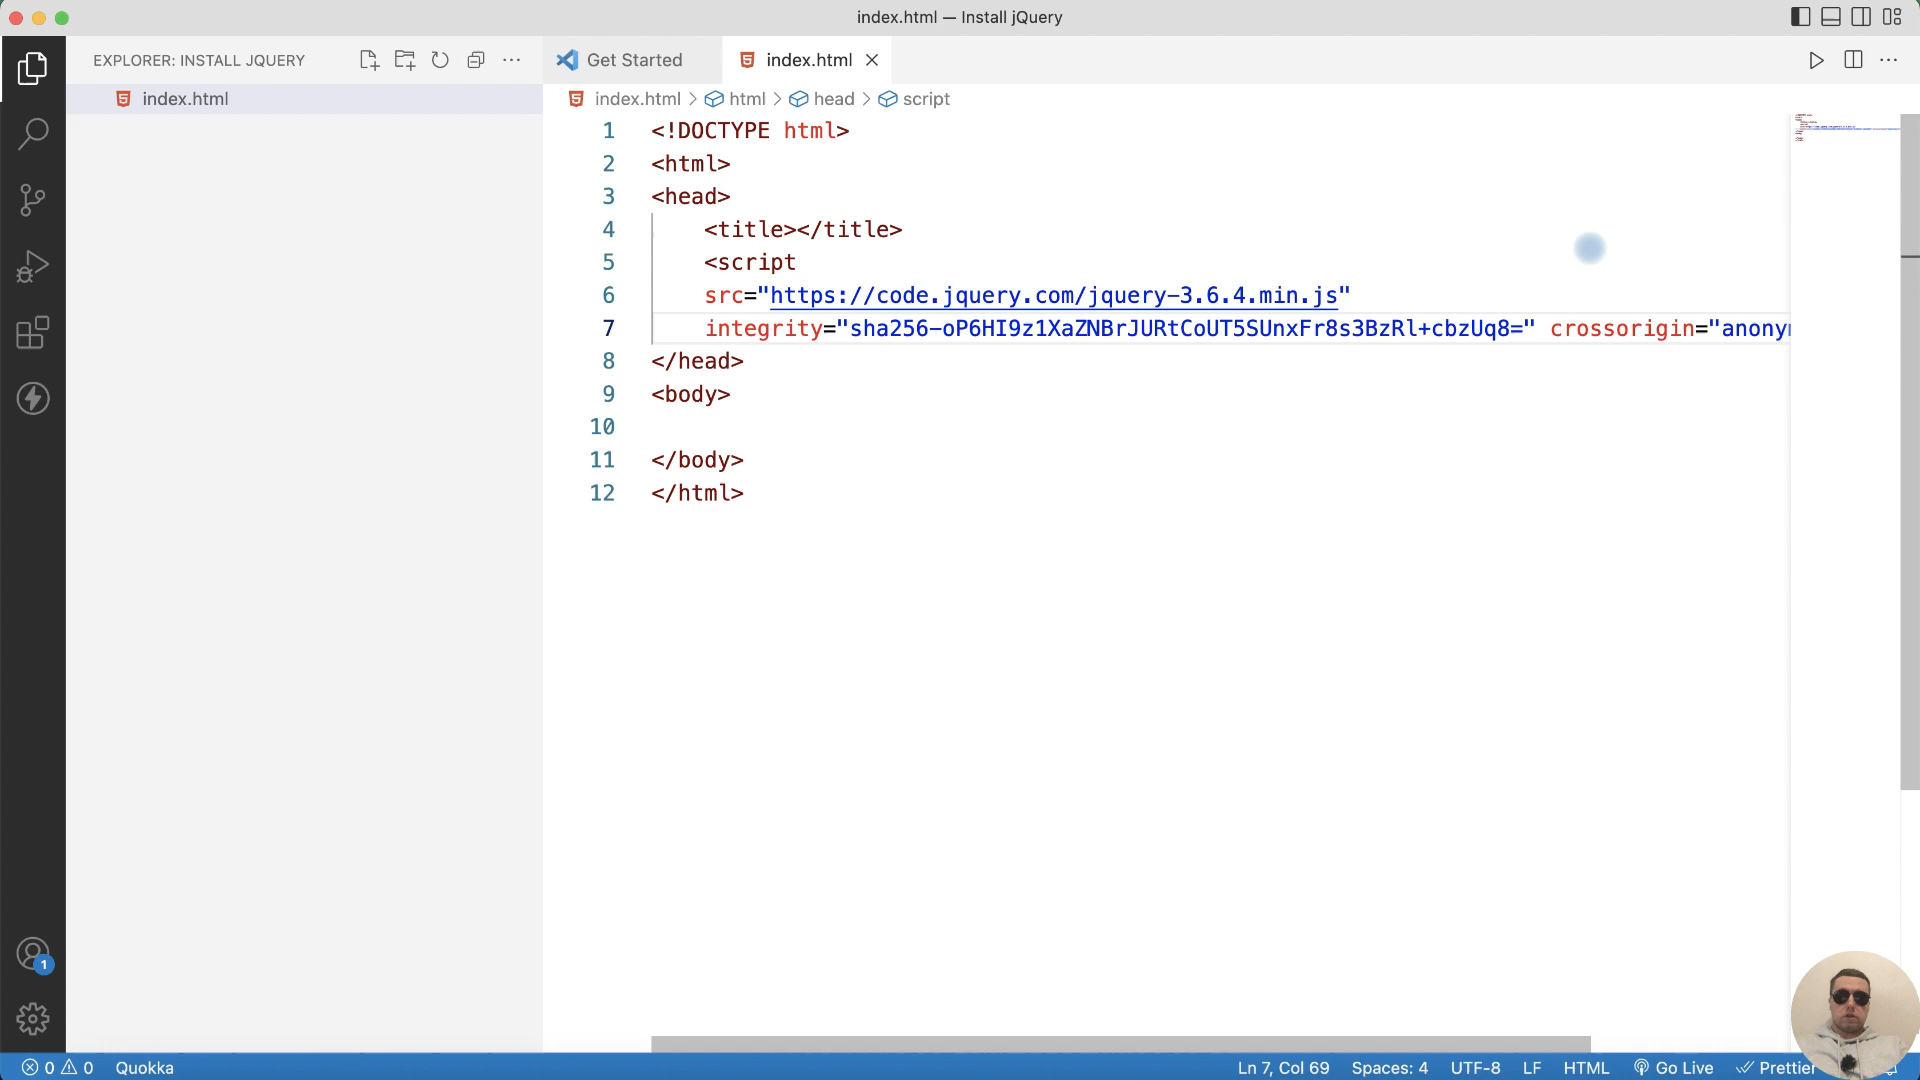 index.html — Install jQuery
EXPLORER: INSTALL JQUERY
index.html
Get Started
index.html
index.html > html > head > script
1 <!DOCTYPE html>
2 <html>
3 <head>
4 <title></title>
5 <script
6 src="https://code.jquery.com/jquery-3.6.4.min.js"
7 integrity="sha256-oP6HI9z1XaZNBrJURtCoUT5SUnxFr8s3BzRl+cbzUq8=" crossorigin="anony
8 </head>
9 <body>
10
11 </body>
12 </html>
1
0 0 Quokka Ln 7, Col 69 Spaces: 4 UTF-8 LF HTML Go Live Prettier